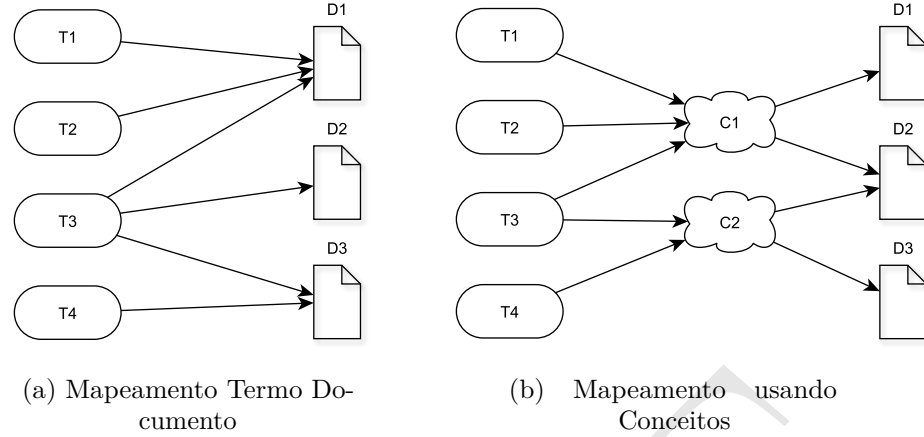 D1
T1
T2
D2
T3
D3
T4
(a) Mapeamento Termo Do-
cumento
D1
T1
C1
T2
D2
T3
C2
D3
T4
(b) Mapeamento usando
Conceitos